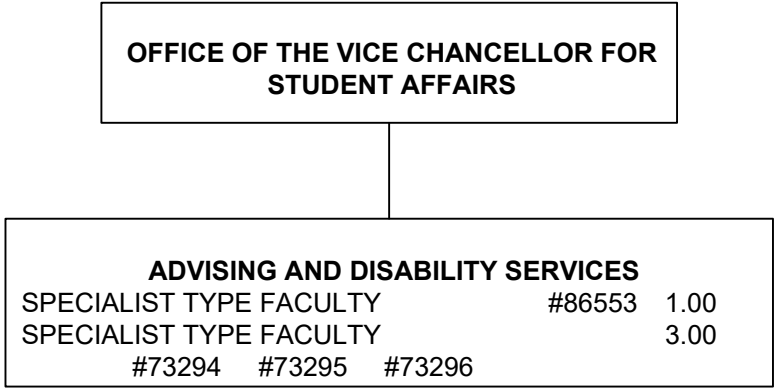 OFFICE OF THE VICE CHANCELLOR FOR
STUDENT AFFAIRS
ADVISING AND DISABILITY SERVICES
SPECIALIST TYPE FACULTY #86553 1.00
SPECIALIST TYPE FACULTY 3.00
#73294 #73295 #73296